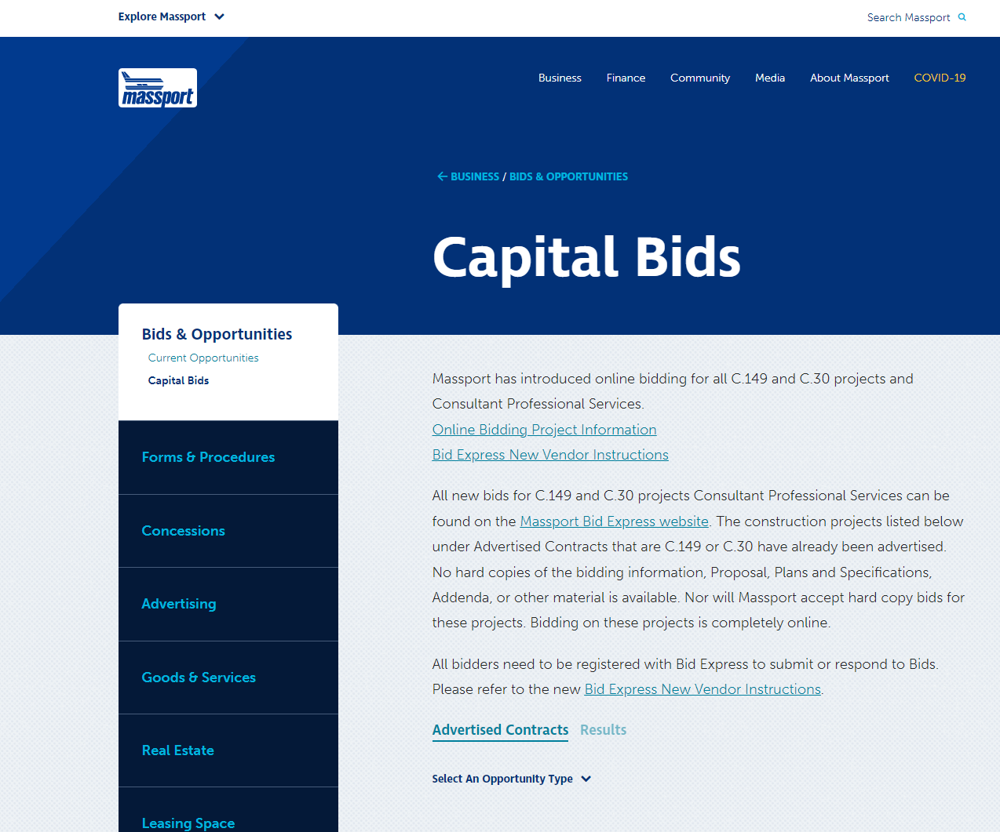 Explore Massport
Search Massport
massport
Business
Finance
Community
Media
About Massport
COVID-19
← BUSINESS / BIDS & OPPORTUNITIES
Capital Bids
Bids & Opportunities
Current Opportunities
Capital Bids
Forms & Procedures
Concessions
Advertising
Goods & Services
Real Estate
Leasing Space
Massport has introduced online bidding for all C.149 and C.30 projects and
Consultant Professional Services.
Online Bidding Project Information
Bid Express New Vendor Instructions
All new bids for C.149 and C.30 projects Consultant Professional Services can be
found on the Massport Bid Express website. The construction projects listed below
under Advertised Contracts that are C.149 or C.30 have already been advertised.
No hard copies of the bidding information, Proposal, Plans and Specifications,
Addenda, or other material is available. Nor will Massport accept hard copy bids for
these projects. Bidding on these projects is completely online.
All bidders need to be registered with Bid Express to submit or respond to Bids.
Please refer to the new Bid Express New Vendor Instructions.
Advertised Contracts
Results
Select An Opportunity Type